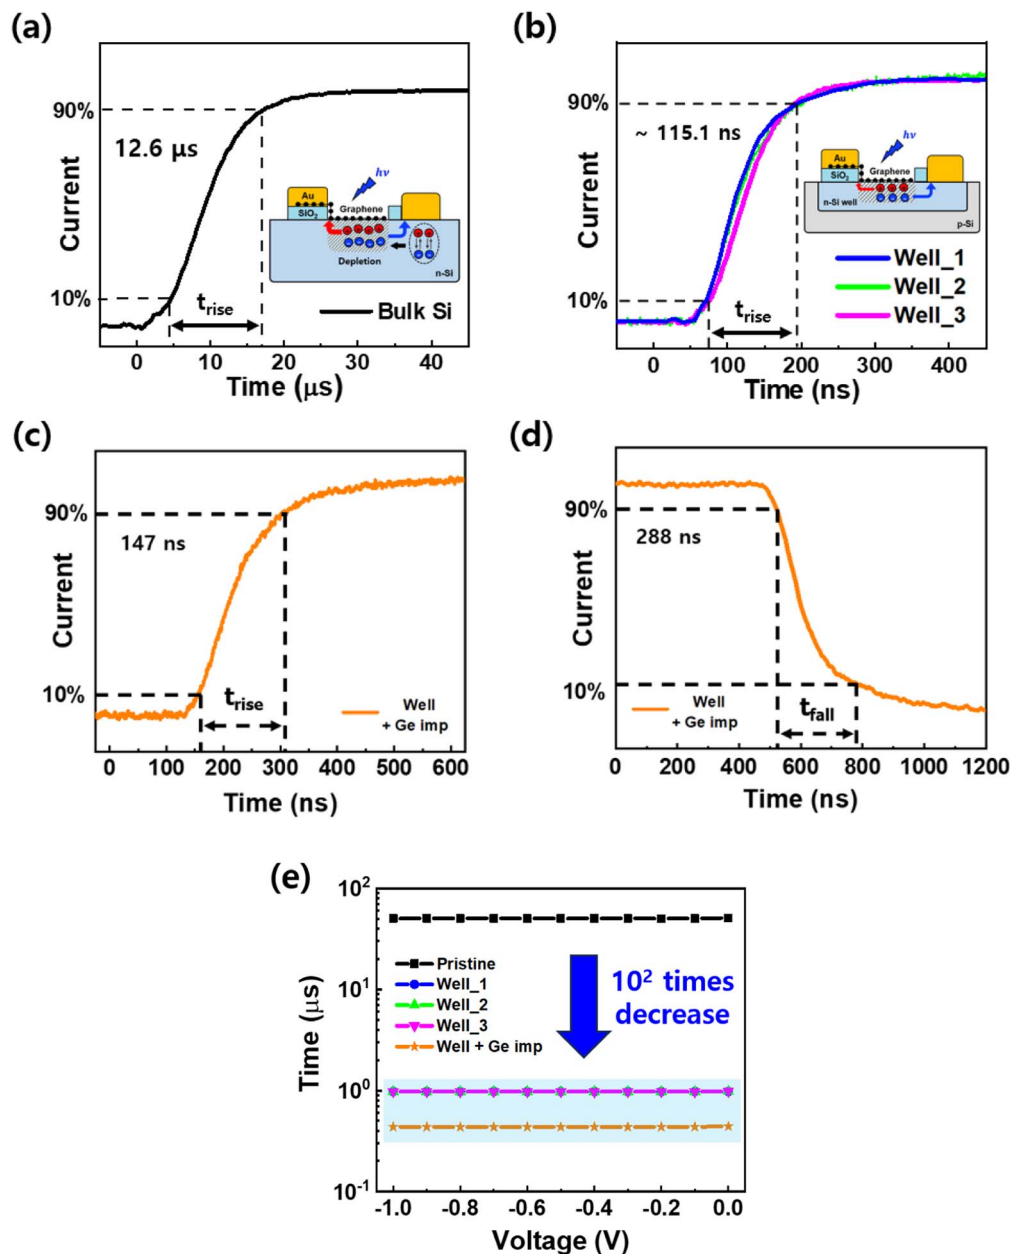 (a)
90%
12.6 μs
hν
Au
SiO₂
Graphene
Depletion
n-Si
10%
t_rise
Bulk Si
Current
0 10 20 30 40
Time (μs)
(b)
90%
~ 115.1 ns
hν
Au
SiO₂
Graphene
n-Si well
p-Si
Well_1
Well_2
Well_3
10%
t_rise
Current
0 100 200 300 400
Time (ns)
(c)
90%
147 ns
10%
t_rise
Well
+ Ge imp
Current
0 100 200 300 400 500 600
Time (ns)
(d)
90%
288 ns
10%
Well
+ Ge imp
t_fall
Current
0 200 400 600 800 1000 1200
Time (ns)
(e)
10²
10¹
10⁰
10⁻¹
Time (μs)
Pristine
Well_1
Well_2
Well_3
Well + Ge imp
10² times
decrease
-1.0 -0.8 -0.6 -0.4 -0.2 0.0
Voltage (V)